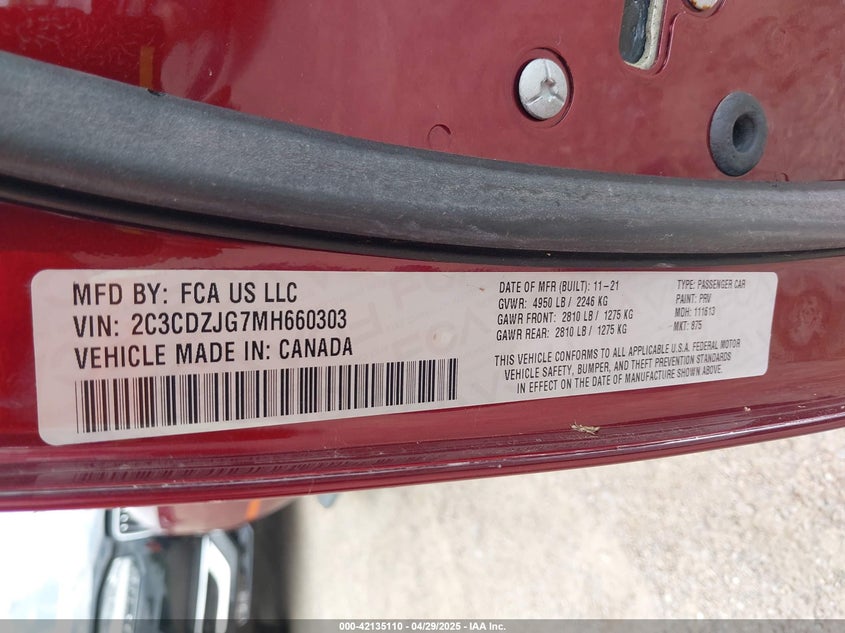 MFD BY: FCA US LLC
VIN: 2C3CDZJG7MH660303
VEHICLE MADE IN: CANADA
DATE OF MFR (BUILT): 11-21
GVWR: 4950 LB / 2246 KG
GAWR FRONT: 2810 LB / 1275 KG
GAWR REAR: 2810 LB / 1275 KG
TYPE: PASSENGER CAR
PAINT: PRV
MDH: 111613
MKT: 875
THIS VEHICLE CONFORMS TO ALL APPLICABLE U.S.A. FEDERAL MOTOR
VEHICLE SAFETY, BUMPER, AND THEFT PREVENTION STANDARDS
IN EFFECT ON THE DATE OF MANUFACTURE SHOWN ABOVE.
000-42135110 | 04/29/2025 - IAA Inc.